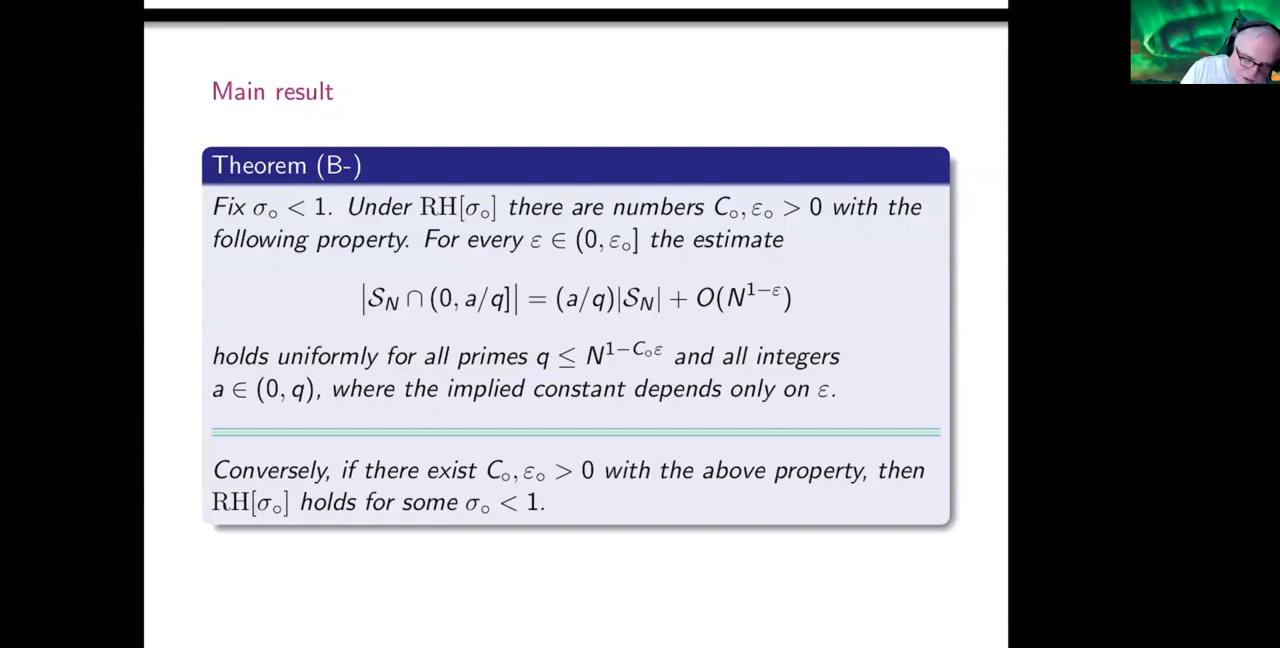 Main result
Theorem (B-)
Fix σ₀ < 1. Under RH[σ₀] there are numbers C₀, ε₀ > 0 with the
following property. For every ε ∈ (0, ε₀] the estimate
|𝒮_N ∩ (0, a/q]| = (a/q)|𝒮_N| + O(N^{1−ε})
holds uniformly for all primes q ≤ N^{1−C₀ε} and all integers
a ∈ (0, q), where the implied constant depends only on ε.
Conversely, if there exist C₀, ε₀ > 0 with the above property, then
RH[σ₀] holds for some σ₀ < 1.